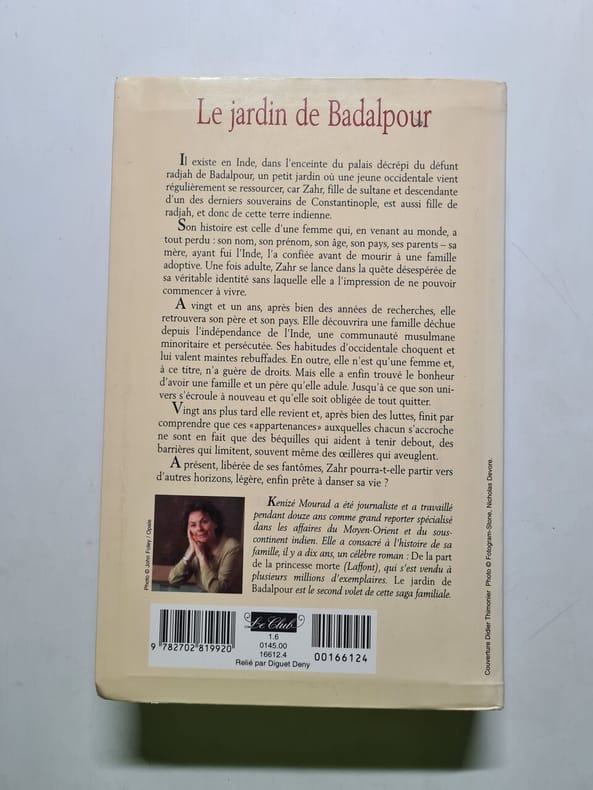 Le jardin de Badalpour
Il existe en Inde, dans l'enceinte du palais décrépi du défunt
radjah de Badalpour, un petit jardin où une jeune occidentale vient
régulièrement se ressourcer, car Zahr, fille de sultane et descendante
d'un des derniers souverains de Constantinople, est aussi fille de
radjah, et donc de cette terre indienne.
Son histoire est celle d'une femme qui, en venant au monde, a
tout perdu : son nom, son prénom, son âge, son pays, ses parents – sa
mère, ayant fui l'Inde, l'a confiée avant de mourir à une famille
adoptive. Une fois adulte, Zahr se lance dans la quête désespérée de
sa véritable identité sans laquelle elle a l'impression de ne pouvoir
commencer à vivre.
A vingt et un ans, après bien des années de recherches, elle
retrouvera son père et son pays. Elle découvrira une famille déchue
depuis l'indépendance de l'Inde, une communauté musulmane
minoritaire et persécutée. Ses habitudes d'occidentale choquent et
lui valent maintes rebuffades. En outre, elle n'est qu'une femme et,
à ce titre, n'a guère de droits. Mais elle a enfin trouvé le bonheur
d'avoir une famille et un père qu'elle adule. Jusqu'à ce que son uni-
vers s'écroule à nouveau et qu'elle soit obligée de tout quitter.
Vingt ans plus tard elle revient et, après bien des luttes, finit par
comprendre que ces «appartenances» auxquelles chacun s'accroche
ne sont en fait que des béquilles qui aident à tenir debout, des
barrières qui limitent, souvent même des œillères qui aveuglent.
A présent, libérée de ses fantômes, Zahr pourra-t-elle partir vers
d'autres horizons, légère, enfin prête à danser sa vie ?
Kenizé Mourad a été journaliste et a travaillé
pendant douze ans comme grand reporter spécialisé
dans les affaires du Moyen-Orient et du sous-
continent indien. Elle a consacré à l'histoire de sa
famille, il y a dix ans, un célèbre roman : De la part
de la princesse morte (Laffont), qui s'est vendu à
plusieurs millions d'exemplaires. Le jardin de
Badalpour est le second volet de cette saga familiale.
Photo © John Foley / Opale
Couverture Didier Thimonier Photo © Fotogram-Stone, Nicholas Devore.
9 782702 819920
Le Club
1.6
0145.00
16612.4
Relié par Diguet Deny
00166124